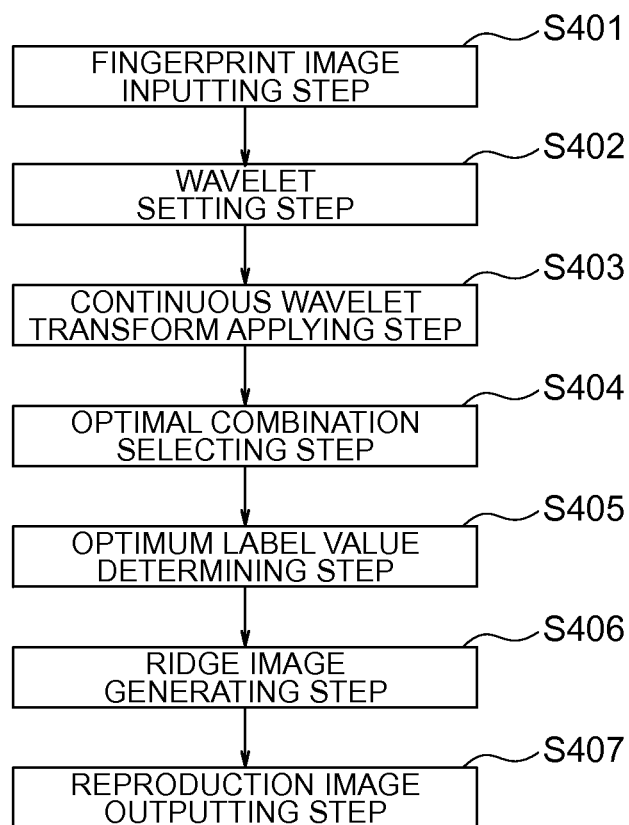 S401
FINGERPRINT IMAGE
INPUTTING STEP
S402
WAVELET
SETTING STEP
S403
CONTINUOUS WAVELET
TRANSFORM APPLYING STEP
S404
OPTIMAL COMBINATION
SELECTING STEP
S405
OPTIMUM LABEL VALUE
DETERMINING STEP
S406
RIDGE IMAGE
GENERATING STEP
S407
REPRODUCTION IMAGE
OUTPUTTING STEP